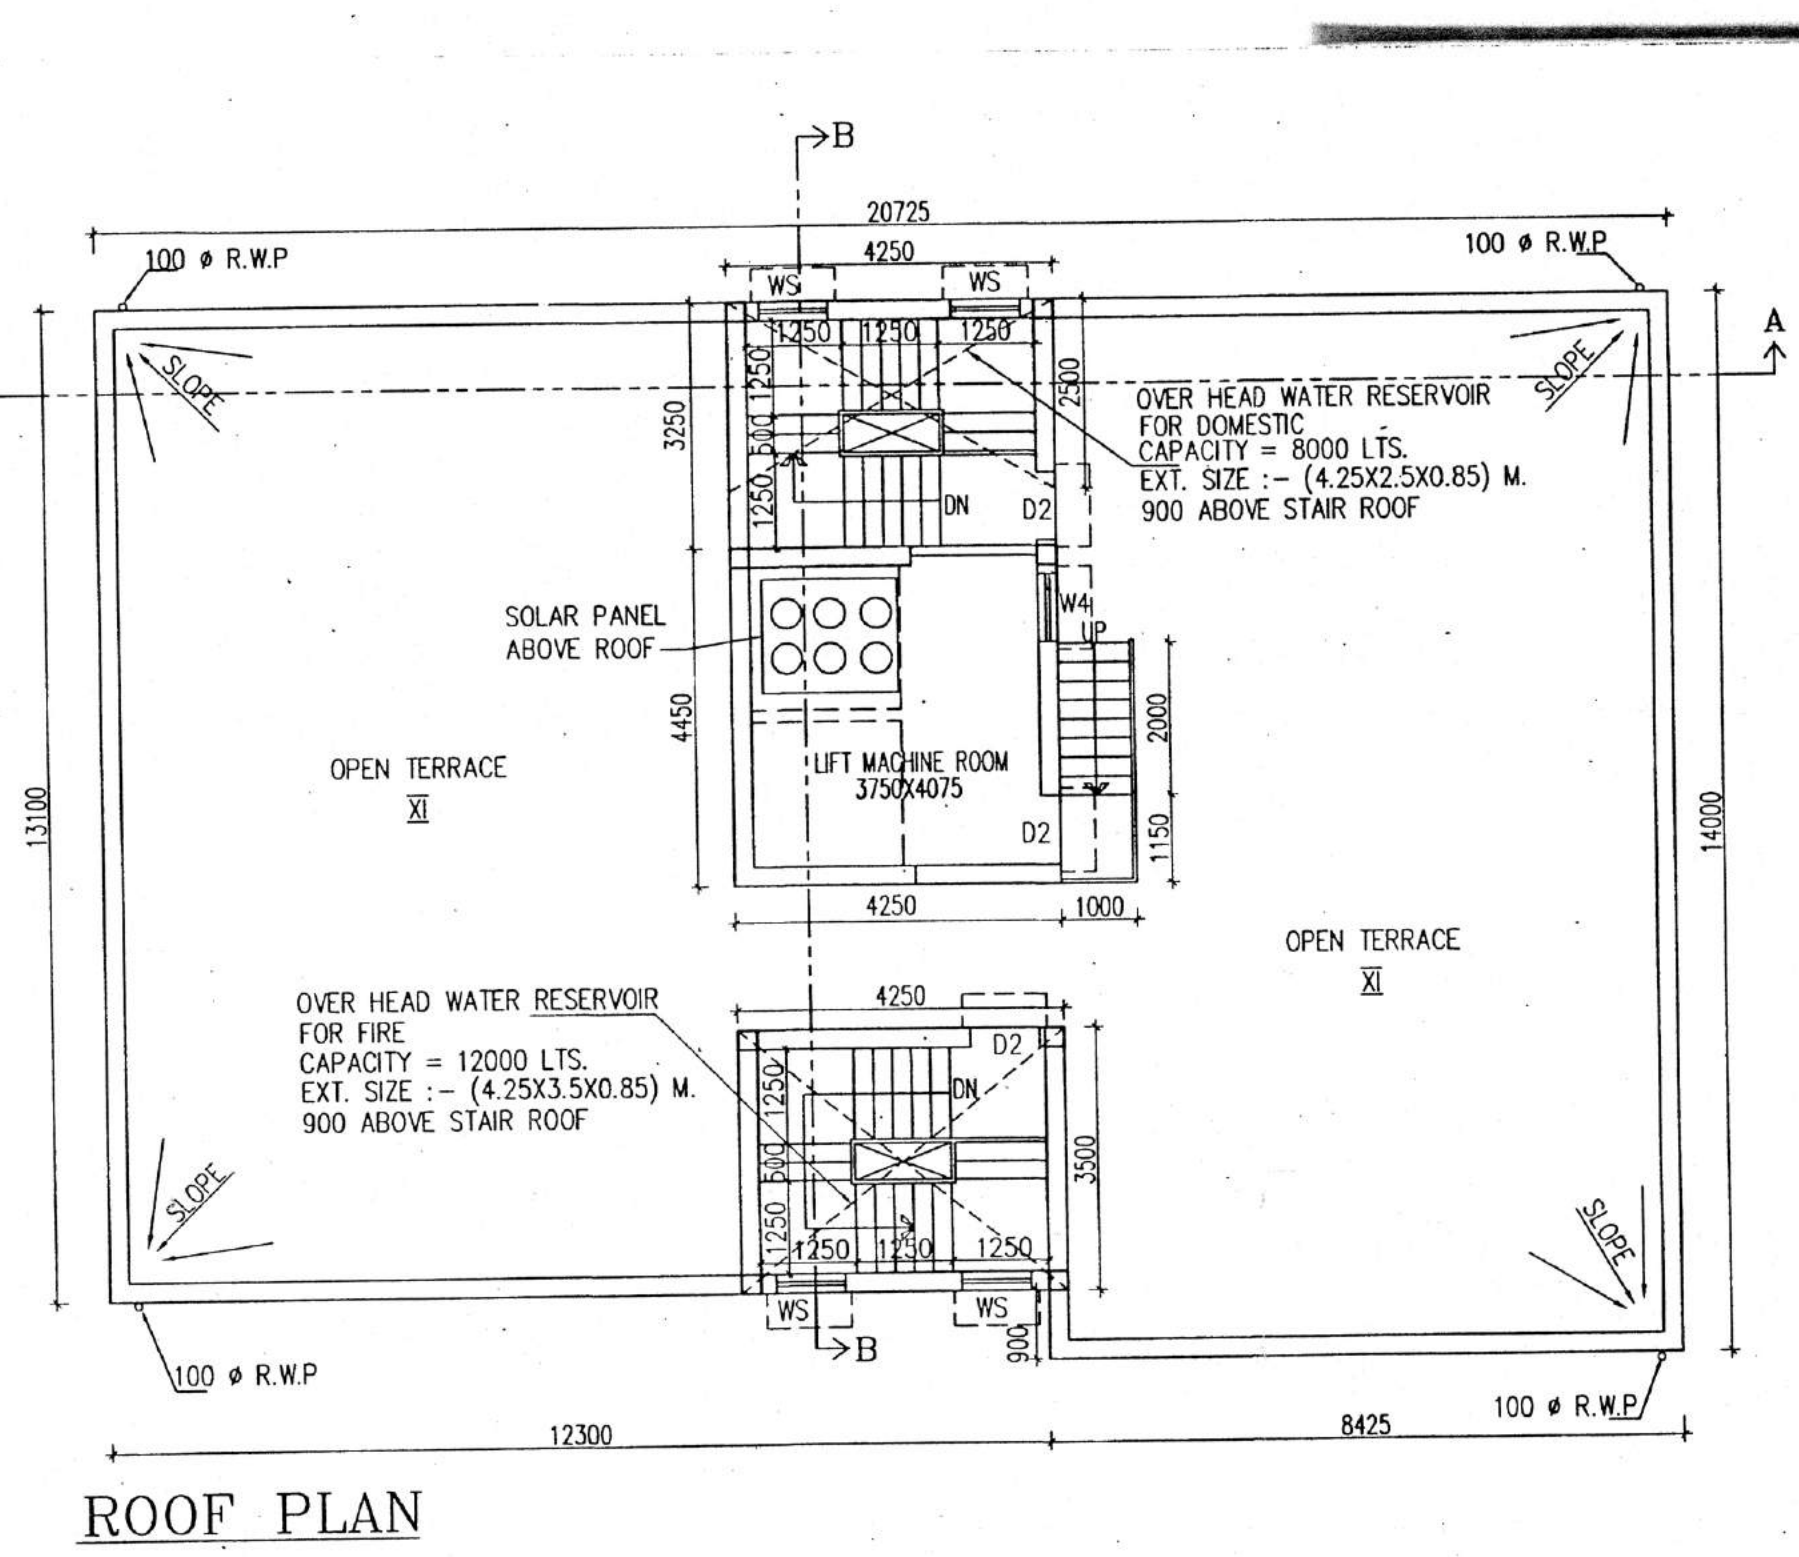 B
20725
100 ø R.W.P
4250
100 ø R.W.P
WS
WS
1250
1250
1250
A
SLOPE
1250
2500
SLOPE
OVER HEAD WATER RESERVOIR
FOR DOMESTIC
CAPACITY = 8000 LTS.
EXT. SIZE :- (4.25X2.5X0.85) M.
900 ABOVE STAIR ROOF
3250
500
1250
DN
D2
SOLAR PANEL
ABOVE ROOF
W4
UP
4450
2000
OPEN TERRACE
XI
LIFT MACHINE ROOM
3750X4075
13100
14000
D2
1150
4250
1000
OPEN TERRACE
XI
OVER HEAD WATER RESERVOIR
FOR FIRE
CAPACITY = 12000 LTS.
EXT. SIZE :- (4.25X3.5X0.85) M.
900 ABOVE STAIR ROOF
4250
D2
1250
DN
500
3500
SLOPE
1250
1250
1250
1250
SLOPE
WS
WS
900
B
100 ø R.W.P
100 ø R.W.P
12300
8425
ROOF PLAN